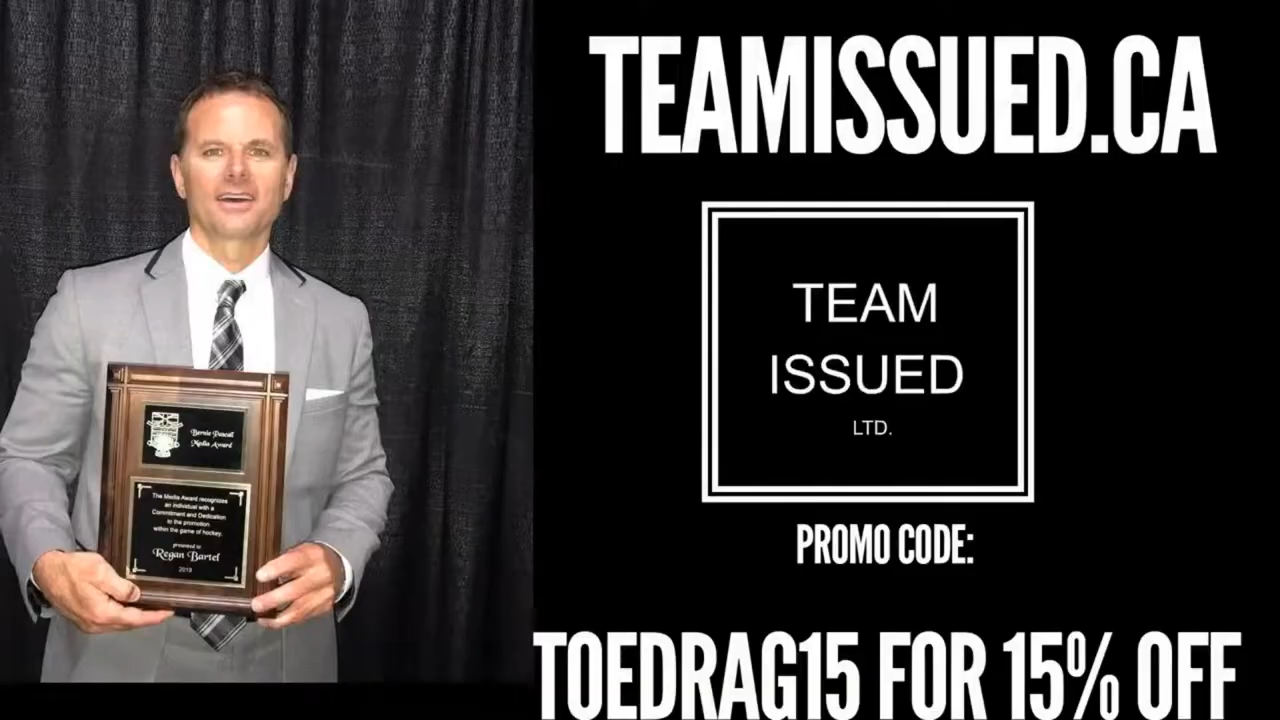 TEAMISSUED.CA
TEAM
ISSUED
LTD.
PROMO CODE:
TOEDRAG15 FOR 15% OFF
Bernie Pascall
Media Award
The Media Award recognizes
an individual with a
Commitment and Dedication
to the promotion
within the game of hockey.
presented to
Regan Bartel
2019